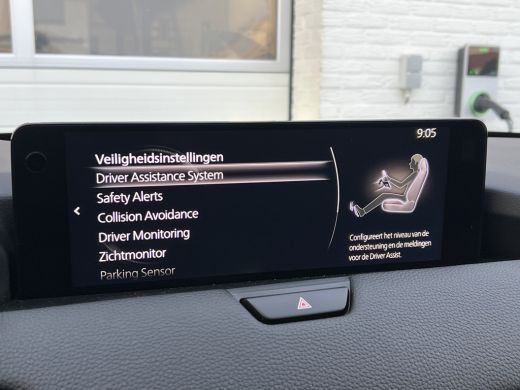 9:05
Veiligheidsinstellingen
Driver Assistance System
Safety Alerts
Collision Avoidance
Driver Monitoring
Zichtmonitor
Parking Sensor
Configureert het niveau van de
ondersteuning en de meldingen
voor de Driver Assist.